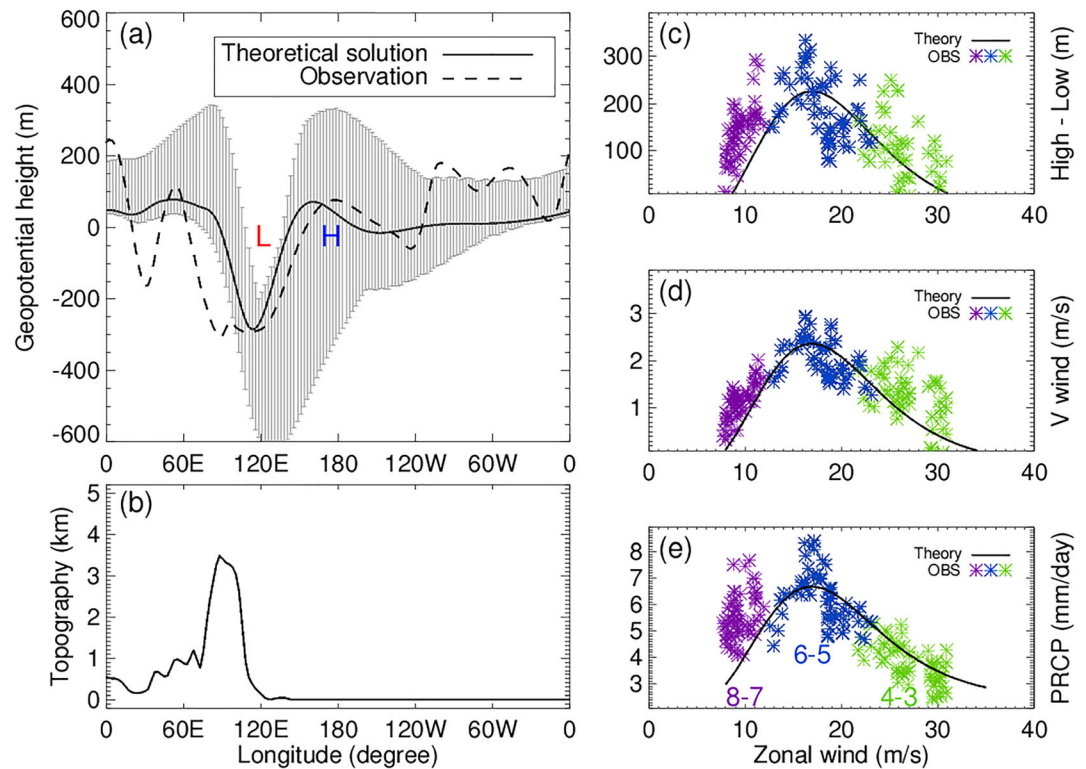 (a)
Theoretical solution
Observation
600
400
200
0
-200
-400
-600
Geopotential height (m)
L
H
0 60E 120E 180 120W 60W 0
(b)
5
4
3
2
1
0
Topography (km)
0 60E 120E 180 120W 60W 0
Longitude (degree)
(c)
Theory
OBS
300
200
100
High - Low (m)
0 10 20 30 40
(d)
Theory
OBS
3
2
1
V wind (m/s)
0 10 20 30 40
(e)
Theory
OBS
8
7
6
5
4
3
2
PRCP (mm/day)
6-5
8-7 4-3
0 10 20 30 40
Zonal wind (m/s)